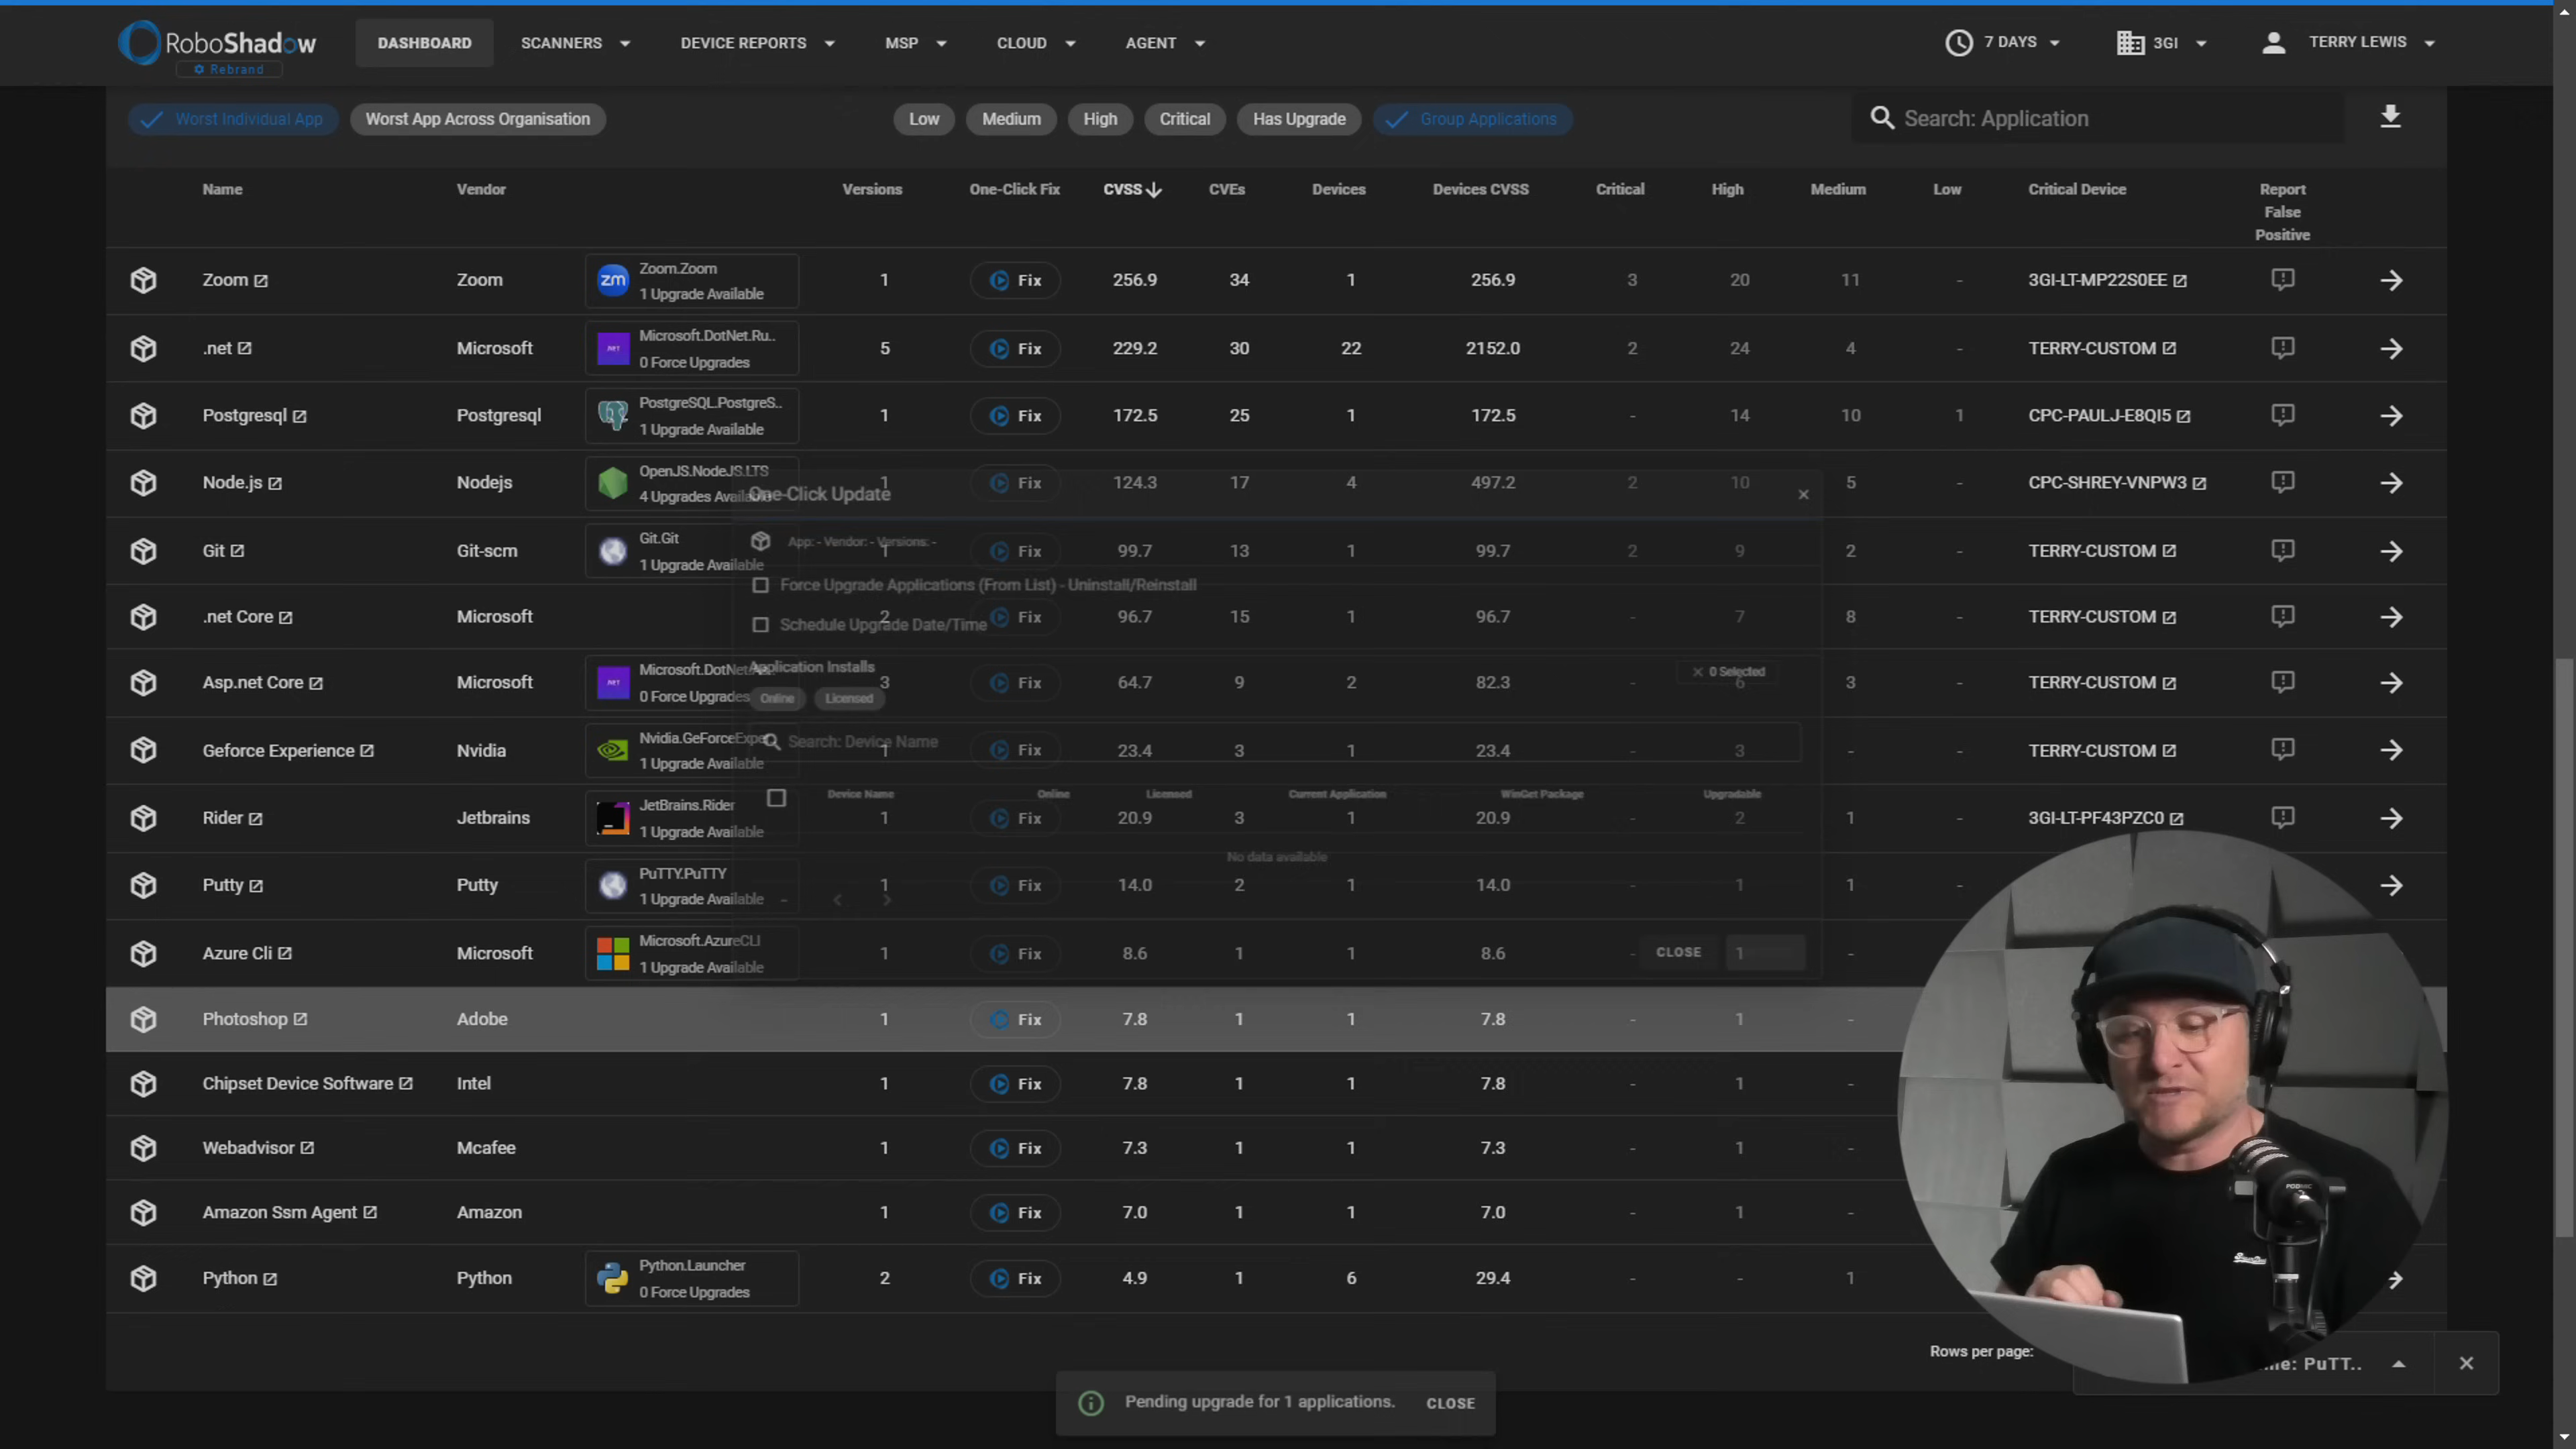 RoboShadow
Rebrand
DASHBOARD SCANNERS DEVICE REPORTS MSP CLOUD AGENT 7 DAYS 3GI TERRY LEWIS
Worst Individual App Worst App Across Organisation Low Medium High Critical Has Upgrade Group Applications Search: Application
Name Vendor Versions One-Click Fix CVSS CVEs Devices Devices CVSS Critical High Medium Low Critical Device Report
False
Positive
Zoom Zoom zm Zoom.Zoom
1 Upgrade Available 1 Fix 256.9 34 1 256.9 3 20 11 - 3GI-LT-MP22S0EE
.net Microsoft .NET Microsoft.DotNet.Ru..
0 Force Upgrades 5 Fix 229.2 30 22 2152.0 2 24 4 - TERRY-CUSTOM
Postgresql Postgresql PostgreSQL.PostgreS..
1 Upgrade Available 1 Fix 172.5 25 1 172.5 - 14 10 1 CPC-PAULJ-E8QI5
Node.js Nodejs OpenJS.NodeJS.LTS
4 Upgrades Available 1 Fix 124.3 17 4 497.2 2 10 5 - CPC-SHREY-VNPW3
One-Click Update
Git Git-scm Git.Git
1 Upgrade Available 1 Fix 99.7 13 1 99.7 2 9 2 - TERRY-CUSTOM
App: - Vendor: - Versions: -
Force Upgrade Applications (From List) - Uninstall/Reinstall
.net Core Microsoft 2 Fix 96.7 15 1 96.7 - 7 8 - TERRY-CUSTOM
Schedule Upgrade Date/Time
Application Installs 0 Selected
Asp.net Core Microsoft .NET
0 Force Upgrades 3 Fix 64.7 9 2 82.3 - 6 3 - TERRY-CUSTOM
Online Licensed
Geforce Experience Nvidia Nvidia.GeForceExpe
1 Upgrade Available 1 Fix 23.4 3 1 23.4 - 3 - - TERRY-CUSTOM
Search: Device Name
Device Name Online Licensed Current Application WinGet Package Upgradable
Rider Jetbrains JetBrains.Rider
1 Upgrade Available 1 Fix 20.9 3 1 20.9 - 2 1 - 3GI-LT-PF43PZC0
No data available
Putty Putty PuTTY.PuTTY
1 Upgrade Available 1 Fix 14.0 2 1 14.0 - 1 1
Azure Cli Microsoft Microsoft.AzureCLI
1 Upgrade Available 1 Fix 8.6 1 1 8.6 - 1 -
CLOSE
Photoshop Adobe 1 Fix 7.8 1 1 7.8 - 1 -
Chipset Device Software Intel 1 Fix 7.8 1 1 7.8 - 1
Webadvisor Mcafee 1 Fix 7.3 1 1 7.3 - 1 -
Amazon Ssm Agent Amazon 1 Fix 7.0 1 1 7.0 - 1 -
Python Python Python.Launcher
0 Force Upgrades 2 Fix 4.9 1 6 29.4 - - 1
Rows per page:
PuTT..
Pending upgrade for 1 applications. CLOSE